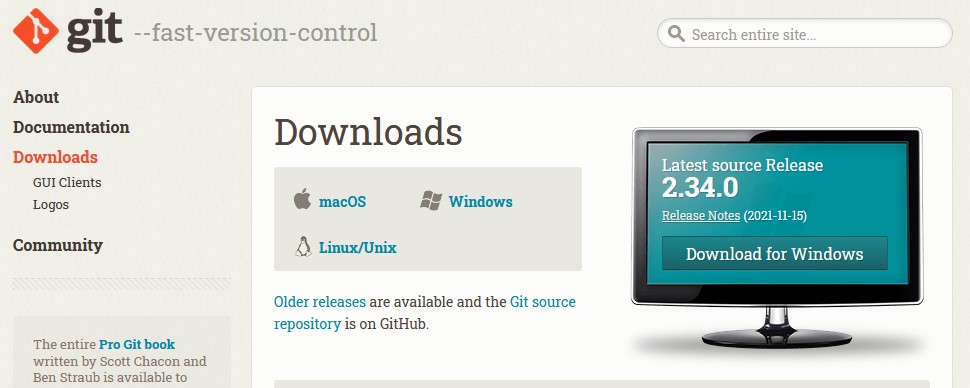 git --fast-version-control
Search entire site...
About
Documentation
Downloads
GUI Clients
Logos
Community
The entire Pro Git book
written by Scott Chacon and
Ben Straub is available to
Downloads
macOS
Windows
Linux/Unix
Older releases are available and the Git source
repository is on GitHub.
Latest source Release
2.34.0
Release Notes (2021-11-15)
Download for Windows